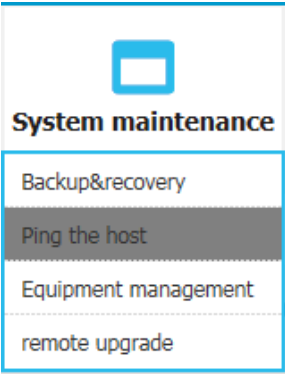 System maintenance
Backup&recovery
Ping the host
Equipment management
remote upgrade